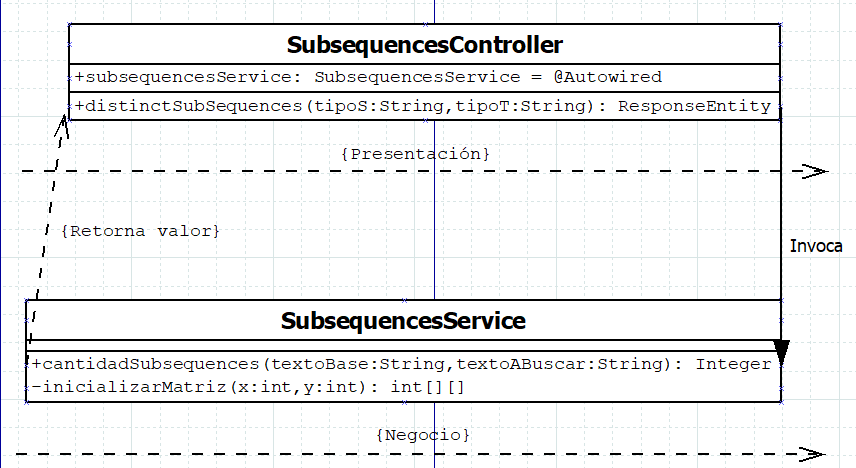 SubsequencesController
+subsequencesService: SubsequencesService = @Autowired
+distinctSubSequences(tipoS:String,tipoT:String): ResponseEntity
{Presentación}
{Retorna valor}
Invoca
SubsequencesService
+cantidadSubsequences(textoBase:String,textoABuscar:String): Integer
-inicializarMatriz(x:int,y:int): int[][]
{Negocio}